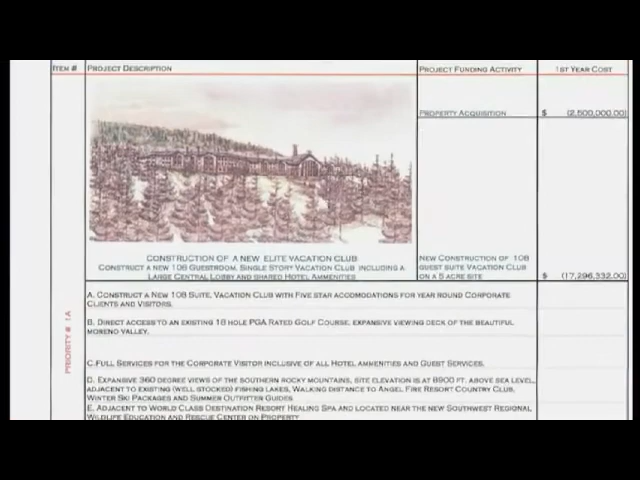 ITEM # PROJECT DESCRIPTION PROJECT FUNDING ACTIVITY 1ST YEAR COST
PROPERTY ACQUISITION $ (2,500,000.00)
CONSTRUCTION OF A NEW ELITE VACATION CLUB
CONSTRUCT A NEW 108 GUESTROOM, SINGLE STORY VACATION CLUB INCLUDING A
LARGE CENTRAL LOBBY AND SHARED HOTEL AMMENITIES
NEW CONSTRUCTION OF 108
GUEST SUITE VACATION CLUB
ON A 5 ACRE SITE $ (17,296,332.00)
PRIORITY # 1A
A. CONSTRUCT A NEW 108 SUITE, VACATION CLUB WITH FIVE STAR ACCOMODATIONS FOR YEAR ROUND CORPORATE
CLIENTS AND VISITORS.
B. DIRECT ACCESS TO AN EXISTING 18 HOLE PGA RATED GOLF COURSE, EXPANSIVE VIEWING DECK OF THE BEAUTIFUL
MORENO VALLEY.
C.FULL SERVICES FOR THE CORPORATE VISITOR INCLUSIVE OF ALL HOTEL AMMENITIES AND GUEST SERVICES.
D. EXPANSIVE 360 DEGREE VIEWS OF THE SOUTHERN ROCKY MOUNTAINS, SITE ELEVATION IS AT 8900 FT. ABOVE SEA LEVEL,
ADJACENT TO EXISTING (WELL STOCKED) FISHING LAKES, WALKING DISTANCE TO ANGEL FIRE RESORT COUNTRY CLUB,
WINTER SKI PACKAGES AND SUMMER OUTFITTER GUIDES
E. ADJACENT TO WORLD CLASS DESTINATION RESORT HEALING SPA AND LOCATED NEAR THE NEW SOUTHWEST REGIONAL
WILDLIFE EDUCATION AND RESCUE CENTER ON PROPERTY